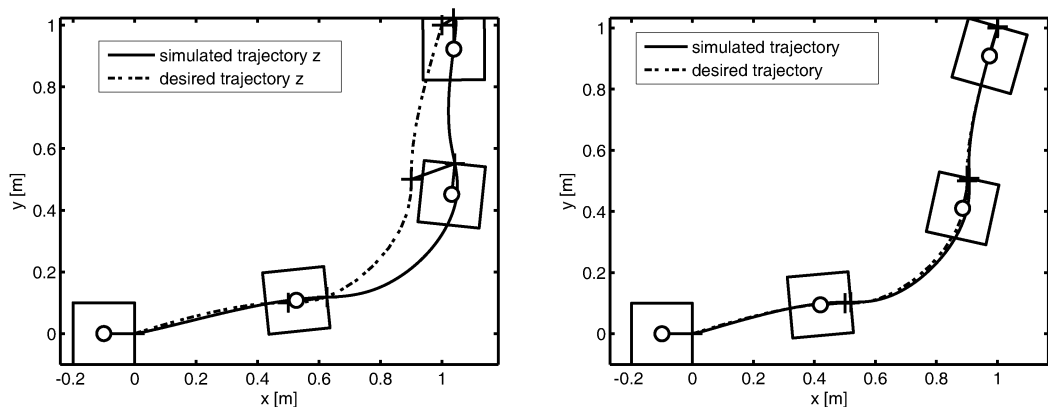 simulated trajectory z
desired trajectory z
1
0.8
0.6
0.4
0.2
0
y [m]
-0.2 0 0.2 0.4 0.6 0.8 1
x [m]
simulated trajectory
desired trajectory
1
0.8
0.6
0.4
0.2
0
y [m]
-0.2 0 0.2 0.4 0.6 0.8 1
x [m]